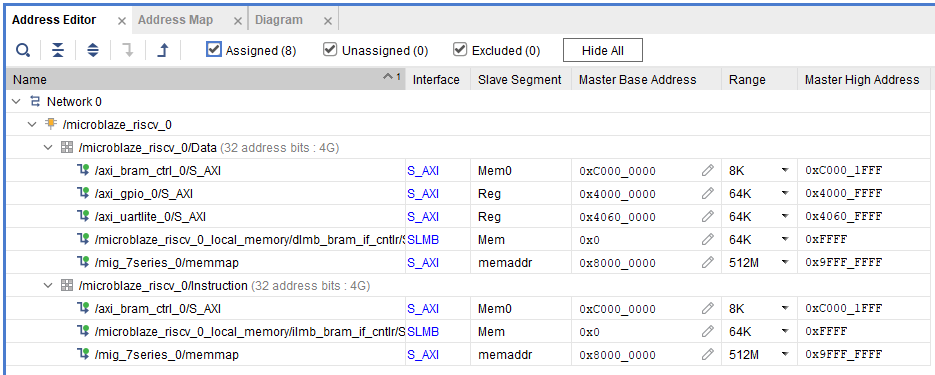 Address Editor × Address Map × Diagram ×
Assigned (8) Unassigned (0) Excluded (0) Hide All
Name 1 Interface Slave Segment Master Base Address Range Master High Address
Network 0
/microblaze_riscv_0
/microblaze_riscv_0/Data (32 address bits : 4G)
/axi_bram_ctrl_0/S_AXI S_AXI Mem0 0xC000_0000 8K 0xC000_1FFF
/axi_gpio_0/S_AXI S_AXI Reg 0x4000_0000 64K 0x4000_FFFF
/axi_uartlite_0/S_AXI S_AXI Reg 0x4060_0000 64K 0x4060_FFFF
/microblaze_riscv_0_local_memory/dlmb_bram_if_cntlr/S SLMB Mem 0x0 64K 0xFFFF
/mig_7series_0/memmap S_AXI memaddr 0x8000_0000 512M 0x9FFF_FFFF
/microblaze_riscv_0/Instruction (32 address bits : 4G)
/axi_bram_ctrl_0/S_AXI S_AXI Mem0 0xC000_0000 8K 0xC000_1FFF
/microblaze_riscv_0_local_memory/ilmb_bram_if_cntlr/S SLMB Mem 0x0 64K 0xFFFF
/mig_7series_0/memmap S_AXI memaddr 0x8000_0000 512M 0x9FFF_FFFF